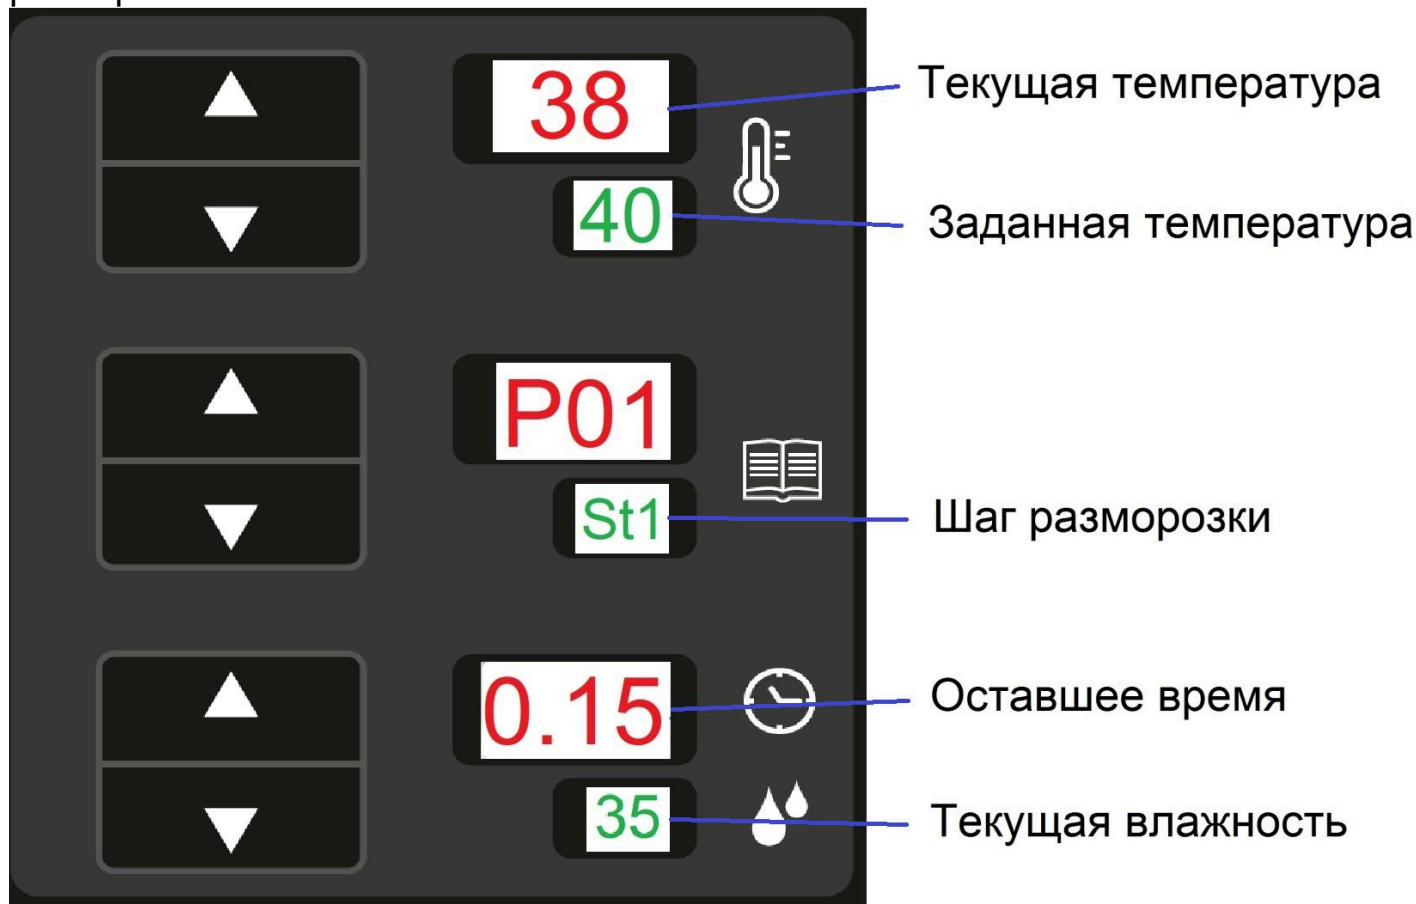 38
Текущая температура
40
Заданная температура
P01
St1
Шаг разморозки
0.15
Оставшее время
35
Текущая влажность